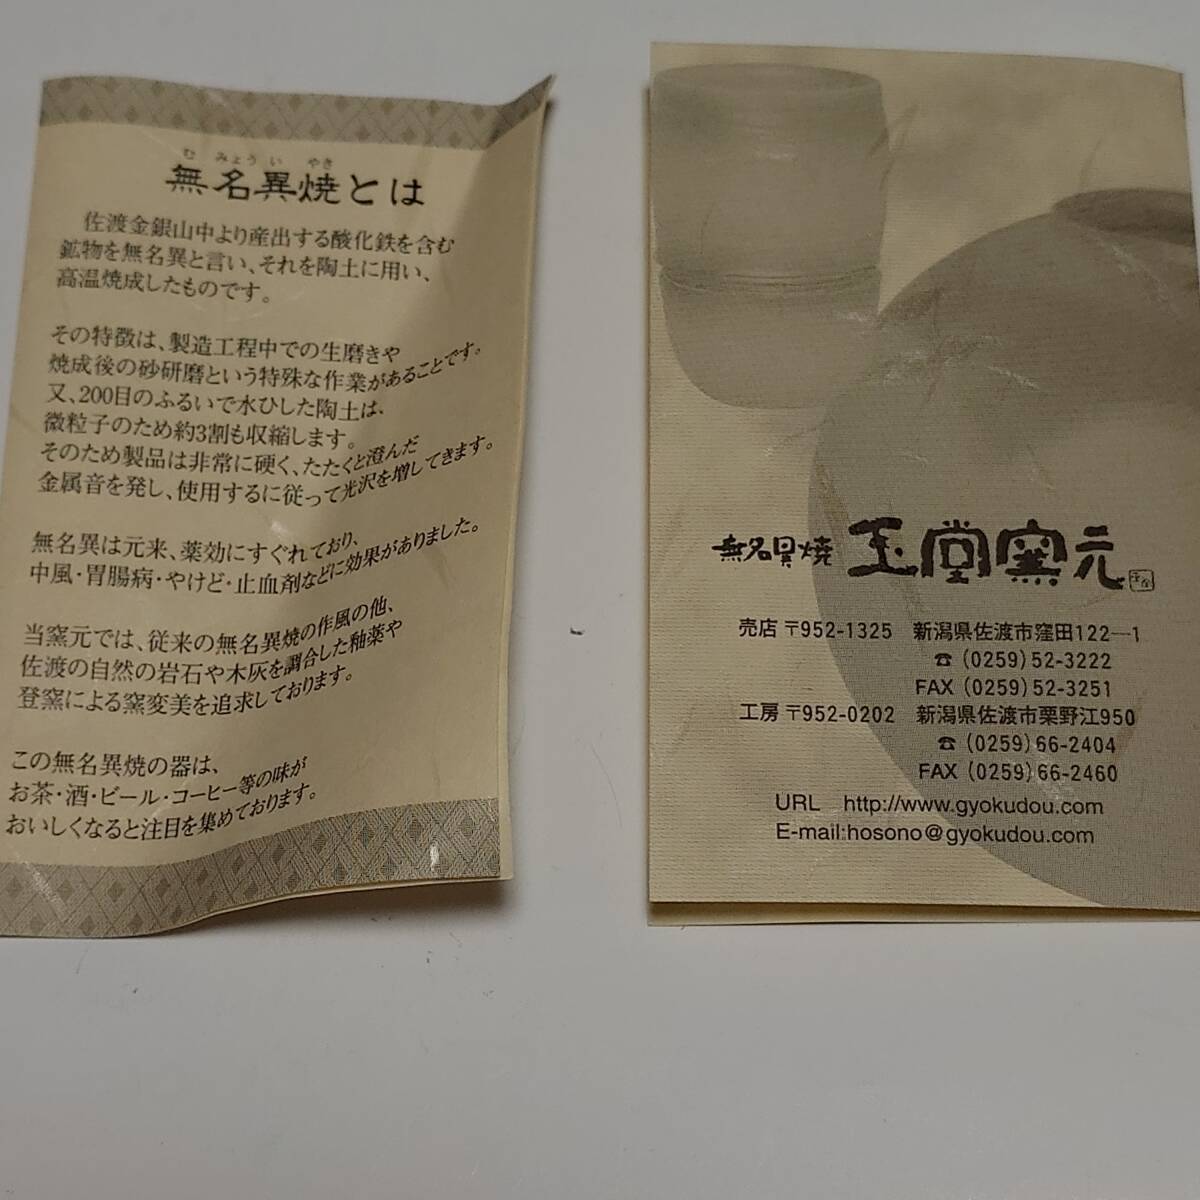 む みょう い やき
無名異焼とは
佐渡金銀山中より産出する酸化鉄を含む
鉱物を無名異と言い、それを陶土に用い、
高温焼成したものです。
その特徴は、製造工程中での生磨きや
焼成後の砂研磨という特殊な作業があることです。
又、200目のふるいで水ひした陶土は、
微粒子のため約3割も収縮します。
そのため製品は非常に硬く、たたくと澄んだ
金属音を発し、使用するに従って光沢を増してきます。
無名異は元来、薬効にすぐれており、
中風・胃腸病・やけど・止血剤などに効果がありました。
当窯元では、従来の無名異焼の作風の他、
佐渡の自然の岩石や木灰を調合した釉薬や
登窯による窯変美を追求しております。
この無名異焼の器は、
お茶・酒・ビール・コーヒー等の味が
おいしくなると注目を集めております。
無名異焼 玉堂窯元
売店 〒952-1325 新潟県佐渡市窪田122―1
☎ (0259)52-3222
FAX (0259)52-3251
工房 〒952-0202 新潟県佐渡市栗野江950
☎ (0259)66-2404
FAX (0259)66-2460
URL http://www.gyokudou.com
E-mail:hosono@gyokudou.com